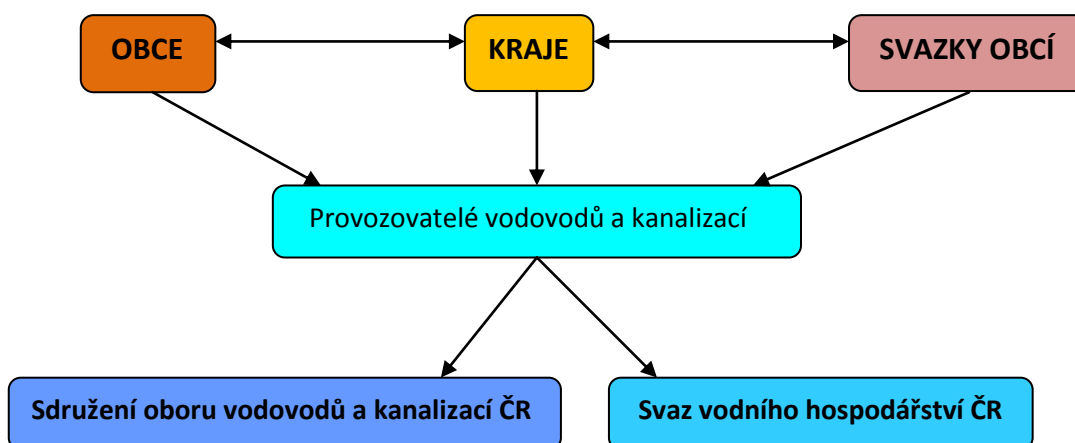 OBCE
KRAJE
SVAZKY OBCÍ
Provozovatelé vodovodů a kanalizací
Sdružení oboru vodovodů a kanalizací ČR
Svaz vodního hospodářství ČR